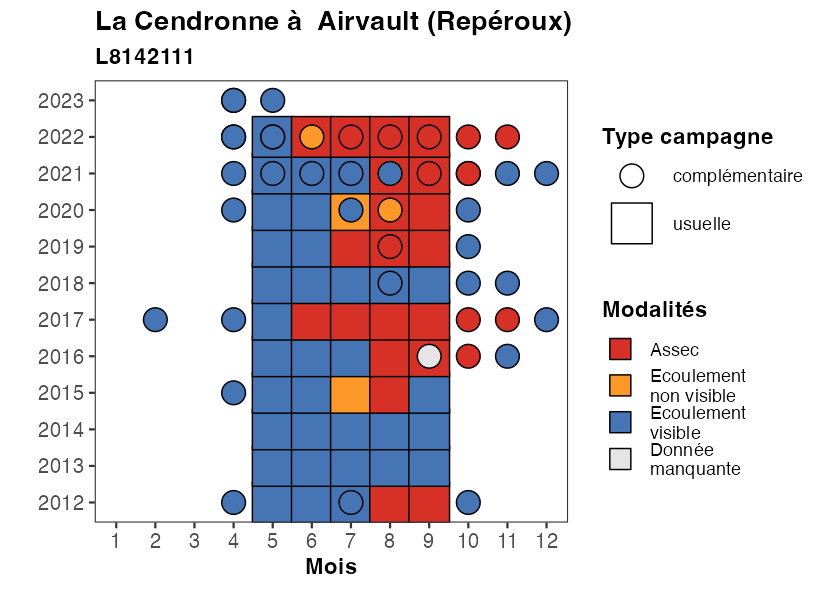 La Cendronne à  Airvault (Repéroux)
L8142111
2023
2022
2021
2020
2019
2018
2017
2016
2015
2014
2013
2012
1 2 3 4 5 6 7 8 9 10 11 12
Mois
Type campagne
complémentaire
usuelle
Modalités
Assec
Ecoulement
non visible
Ecoulement
visible
Donnée
manquante